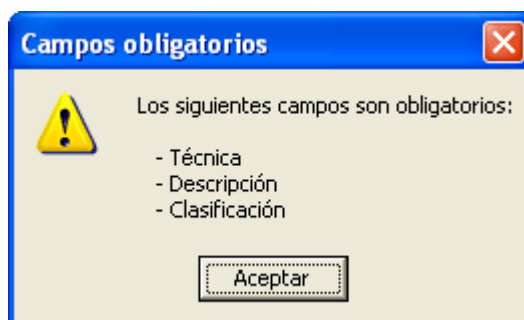 Campos obligatorios
Los siguientes campos son obligatorios:
- Técnica
- Descripción
- Clasificación
Aceptar